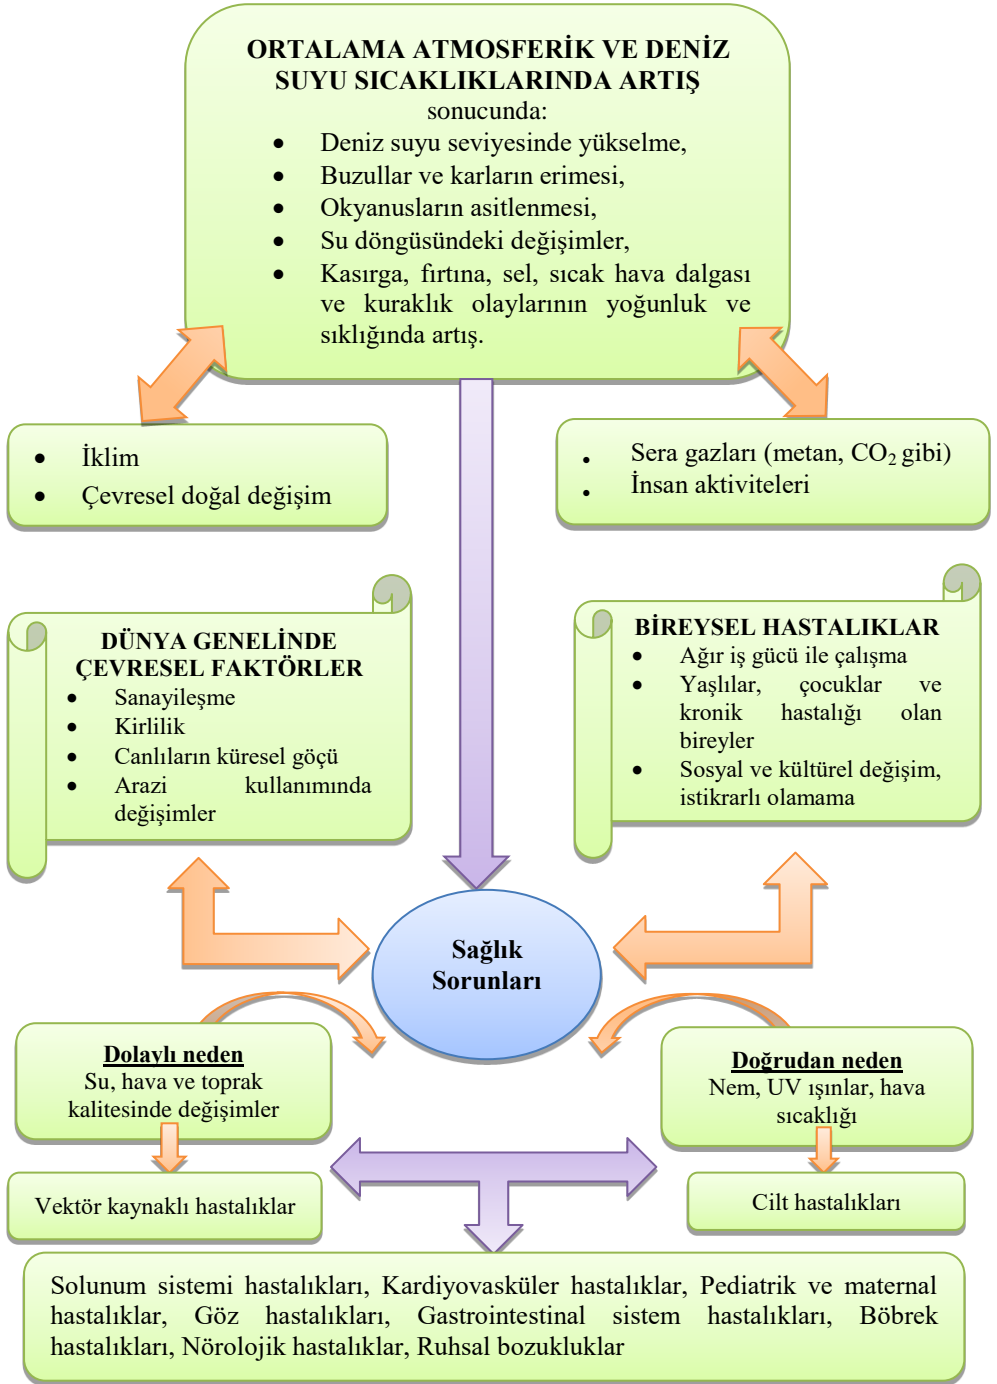 ORTALAMA ATMOSFERİK VE DENİZ
SUYU SICAKLIKLARINDA ARTIŞ
sonucunda:
• Deniz suyu seviyesinde yükselme,
• Buzullar ve karların erimesi,
• Okyanusların asitlenmesi,
• Su döngüsündeki değişimler,
• Kasırga, fırtına, sel, sıcak hava dalgası
ve kuraklık olaylarının yoğunluk ve
sıklığında artış.
• İklim
• Çevresel doğal değişim
• Sera gazları (metan, CO₂ gibi)
• İnsan aktiviteleri
DÜNYA GENELİNDE
ÇEVRESEL FAKTÖRLER
• Sanayileşme
• Kirlilik
• Canlıların küresel göçü
• Arazi kullanımında
değişimler
BİREYSEL HASTALIKLAR
• Ağır iş gücü ile çalışma
• Yaşlılar, çocuklar ve
kronik hastalığı olan
bireyler
• Sosyal ve kültürel değişim,
istikrarlı olamama
Sağlık
Sorunları
Dolaylı neden
Su, hava ve toprak
kalitesinde değişimler
Doğrudan neden
Nem, UV ışınlar, hava
sıcaklığı
Vektör kaynaklı hastalıklar
Cilt hastalıkları
Solunum sistemi hastalıkları, Kardiyovasküler hastalıklar, Pediatrik ve maternal
hastalıklar, Göz hastalıkları, Gastrointestinal sistem hastalıkları, Böbrek
hastalıkları, Nörolojik hastalıklar, Ruhsal bozukluklar